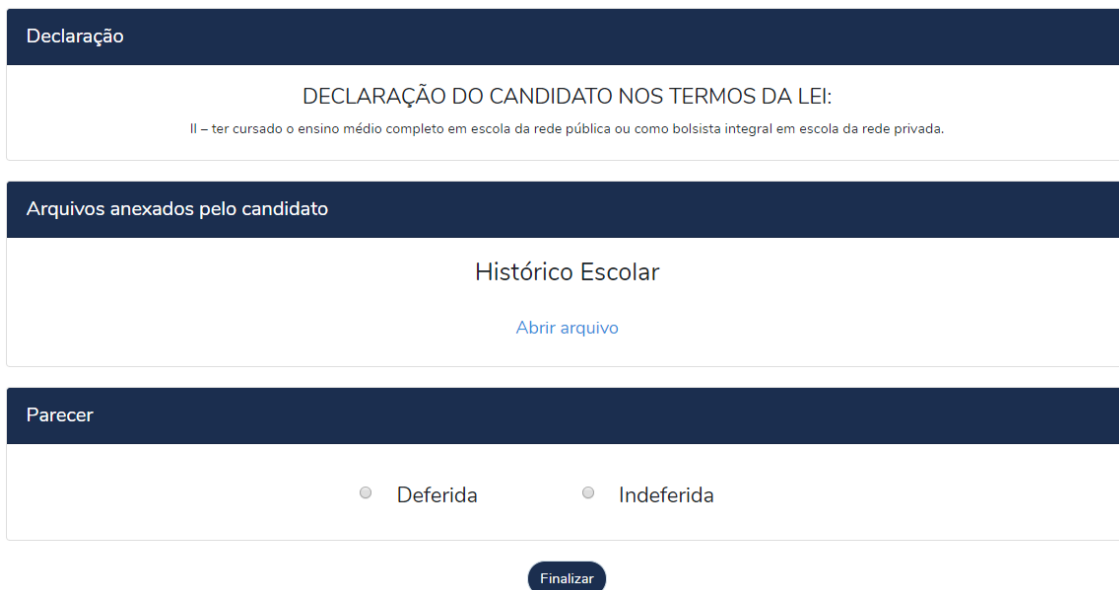 Declaração
DECLARAÇÃO DO CANDIDATO NOS TERMOS DA LEI:
II – ter cursado o ensino médio completo em escola da rede pública ou como bolsista integral em escola da rede privada.
Arquivos anexados pelo candidato
Histórico Escolar
Abrir arquivo
Parecer
Deferida Indeferida
Finalizar